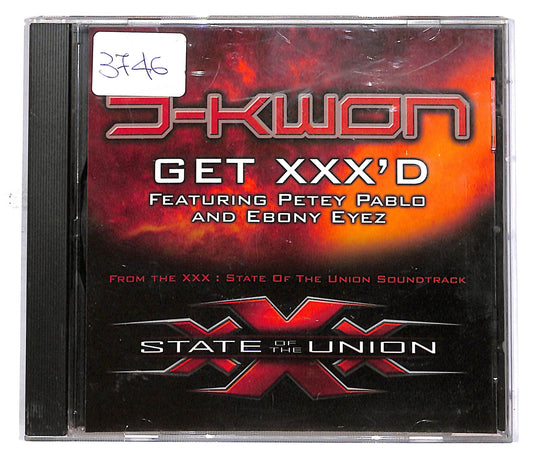 3746
J-KWON
GET XXX'D
FEATURING PETEY PABLO
AND EBONY EYEZ
FROM THE XXX : STATE OF THE UNION SOUNDTRACK
XXX
STATE OF THE UNION